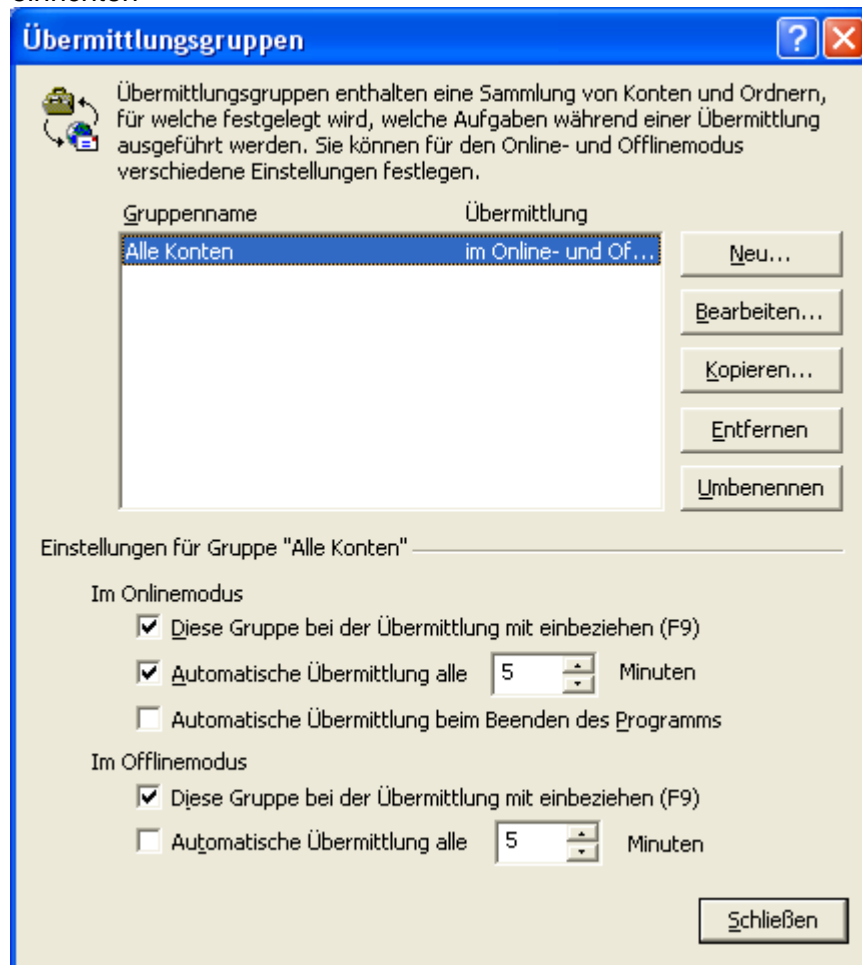 einrichten
Übermittlungsgruppen
Übermittlungsgruppen enthalten eine Sammlung von Konten und Ordnern,
für welche festgelegt wird, welche Aufgaben während einer Übermittlung
ausgeführt werden. Sie können für den Online- und Offlinemodus
verschiedene Einstellungen festlegen.
Gruppenname Übermittlung
Alle Konten im Online- und Of...
Neu...
Bearbeiten...
Kopieren...
Entfernen
Umbenennen
Einstellungen für Gruppe "Alle Konten"
Im Onlinemodus
Diese Gruppe bei der Übermittlung mit einbeziehen (F9)
Automatische Übermittlung alle 5 Minuten
Automatische Übermittlung beim Beenden des Programms
Im Offlinemodus
Diese Gruppe bei der Übermittlung mit einbeziehen (F9)
Automatische Übermittlung alle 5 Minuten
Schließen